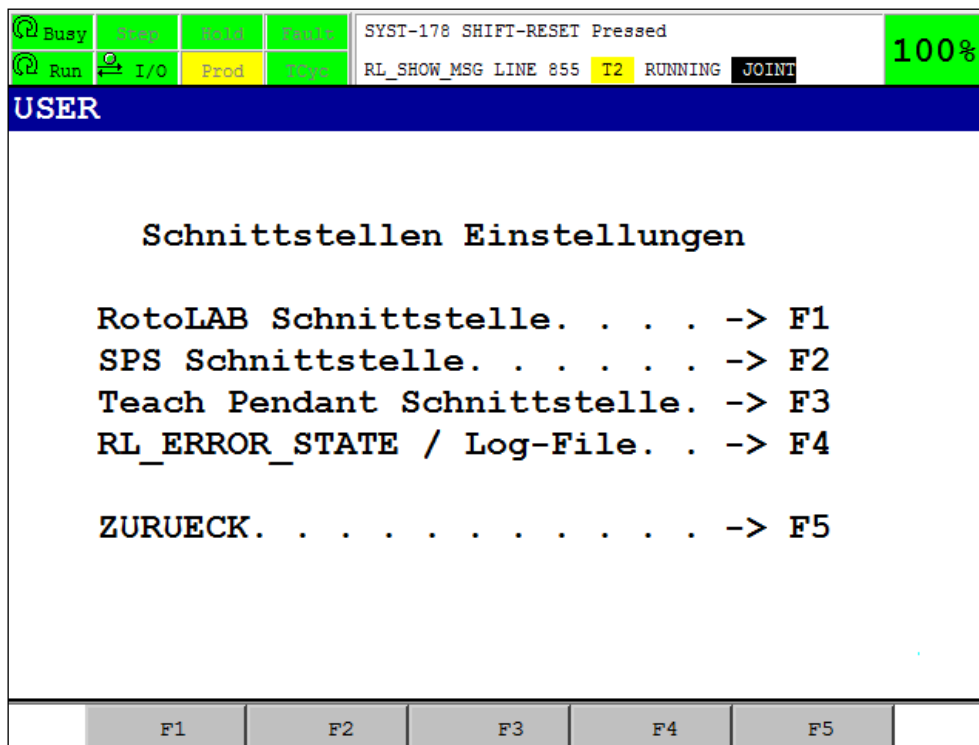 Busy Step Hold Fault SYST-178 SHIFT-RESET Pressed
Run I/O Prod TCyc RL_SHOW_MSG LINE 855 T2 RUNNING JOINT 100%
USER
Schnittstellen Einstellungen
RotoLAB Schnittstelle. . . . -> F1
SPS Schnittstelle. . . . . . -> F2
Teach Pendant Schnittstelle. -> F3
RL_ERROR_STATE / Log-File. . -> F4
ZURUECK. . . . . . . . . . . -> F5
F1 F2 F3 F4 F5